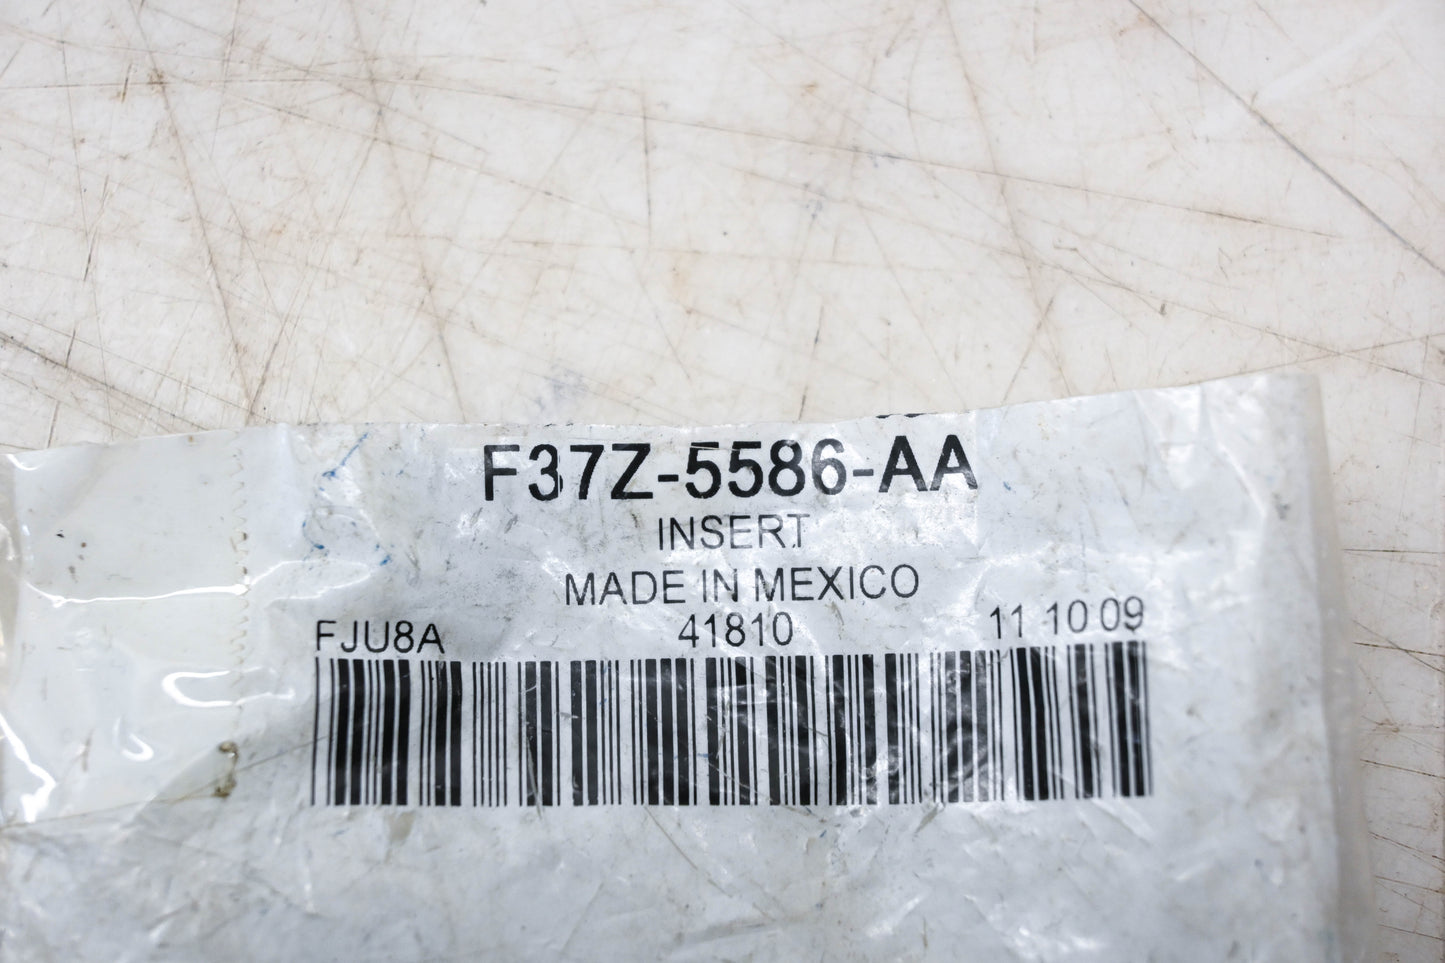 F37Z-5586-AA
INSERT
MADE IN MEXICO
FJU8A 41810 11 10 09